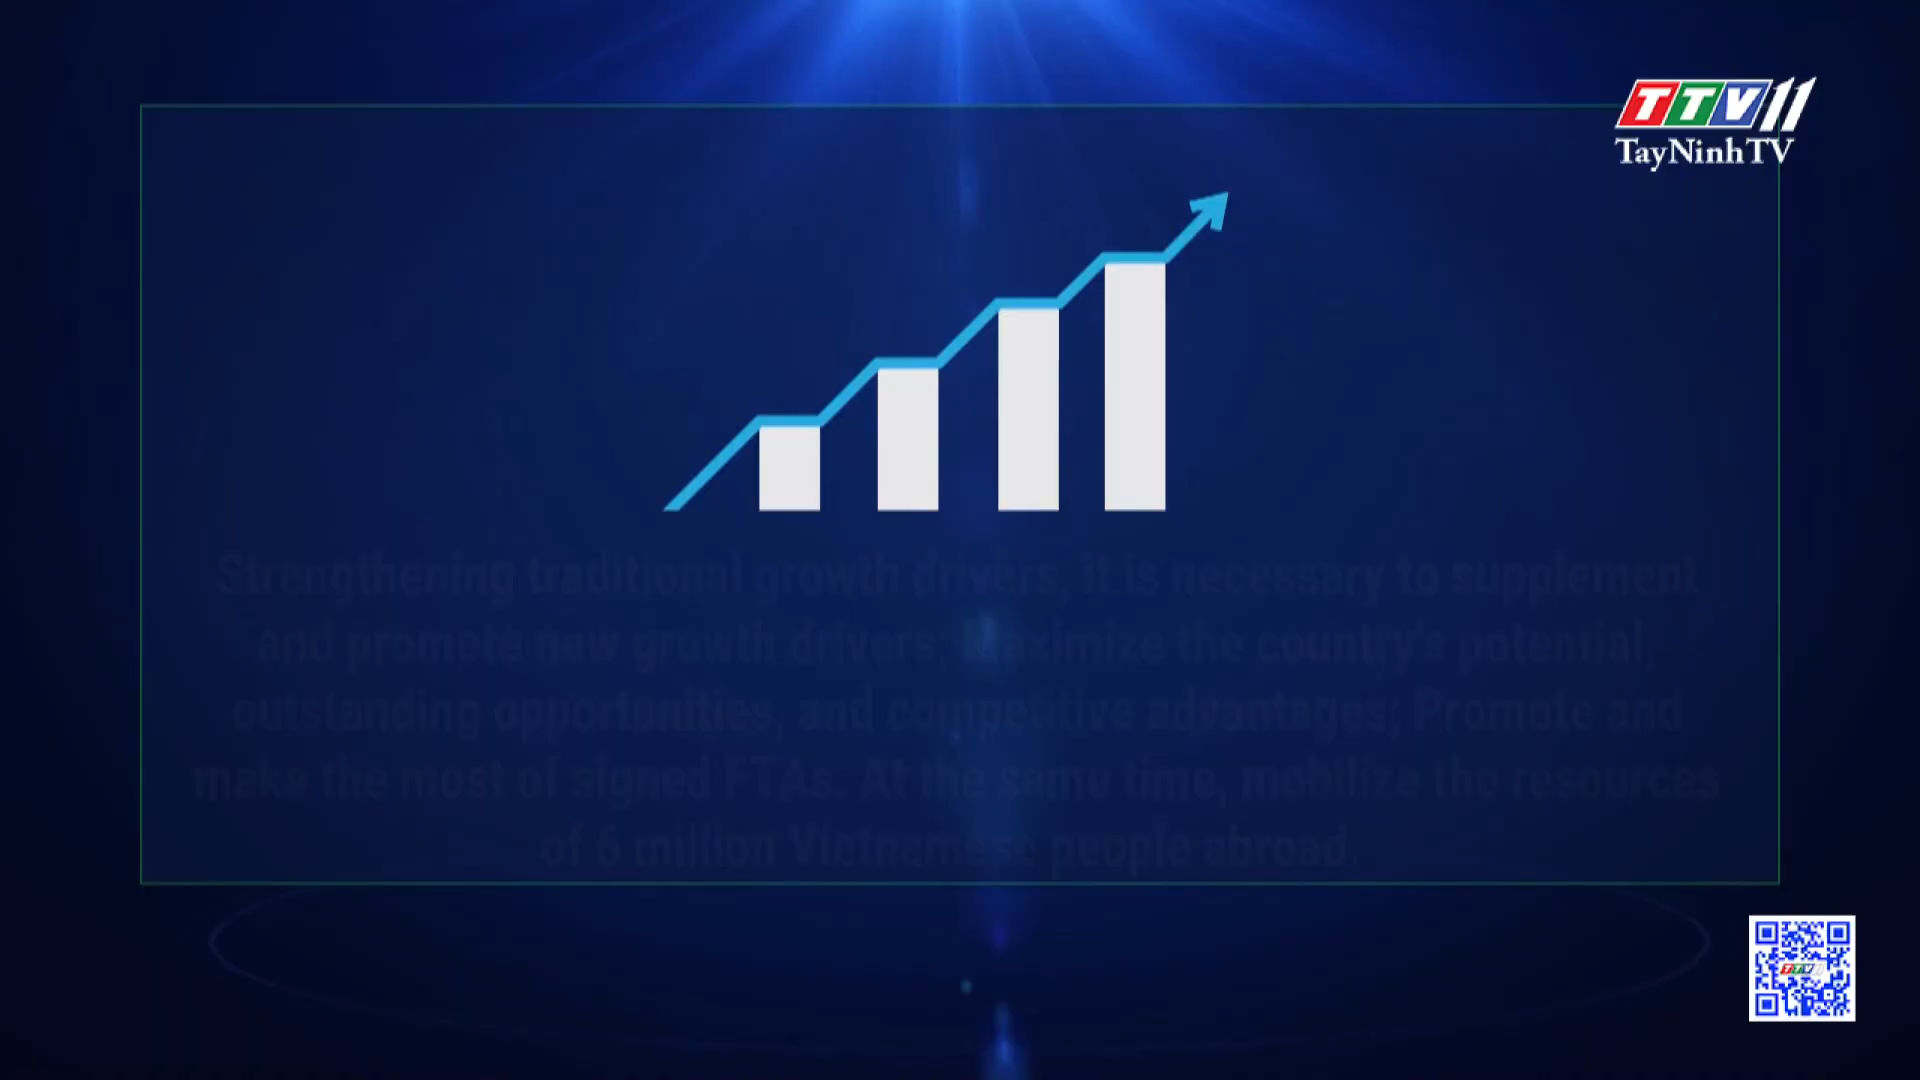 TTV11
TayNinhTV
Strengthening traditional growth drivers, it is necessary to supplement
and promote new growth drivers; Maximize the country's potential,
outstanding opportunities, and competitive advantages; Promote and
make the most of signed FTAs. At the same time, mobilize the resources
of 6 million Vietnamese people abroad.
TTV11